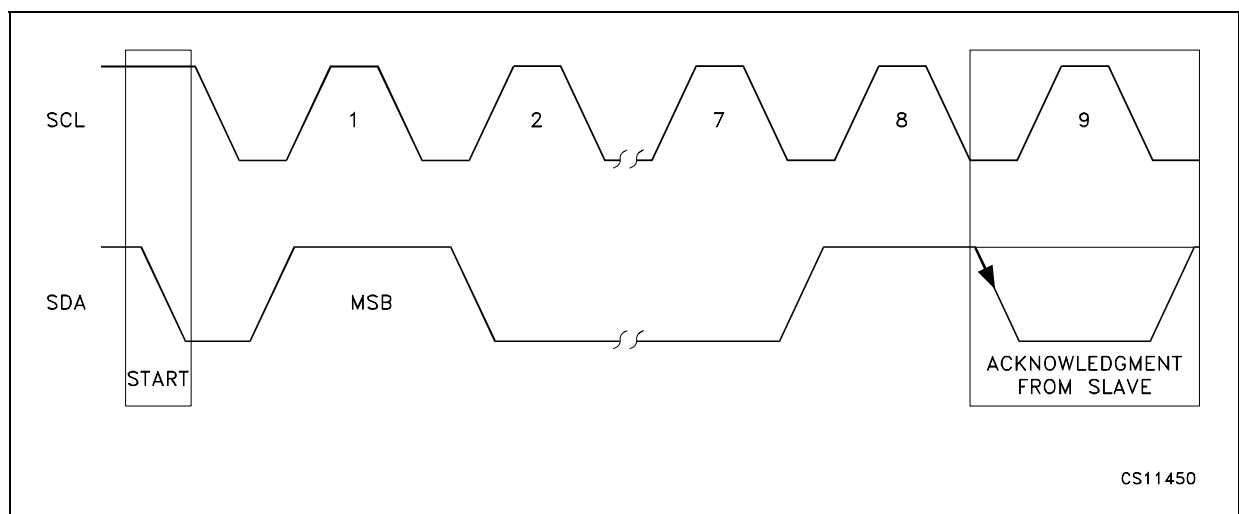 SCL
1
2
7
8
9
SDA
MSB
START
ACKNOWLEDGMENT
FROM SLAVE
CS11450